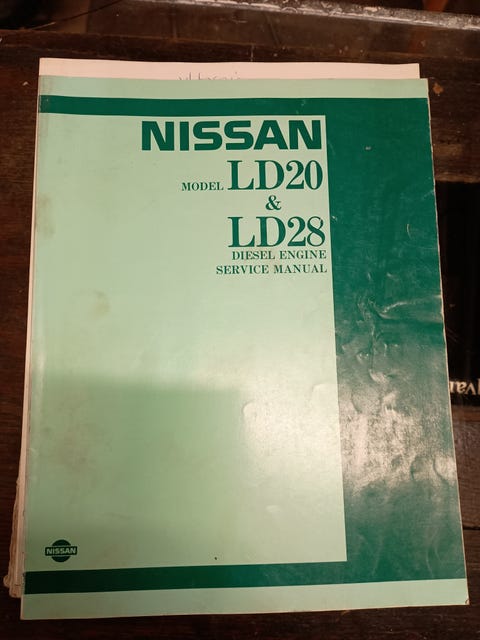 NISSAN
MODEL LD20
&
LD28
DIESEL ENGINE
SERVICE MANUAL
NISSAN